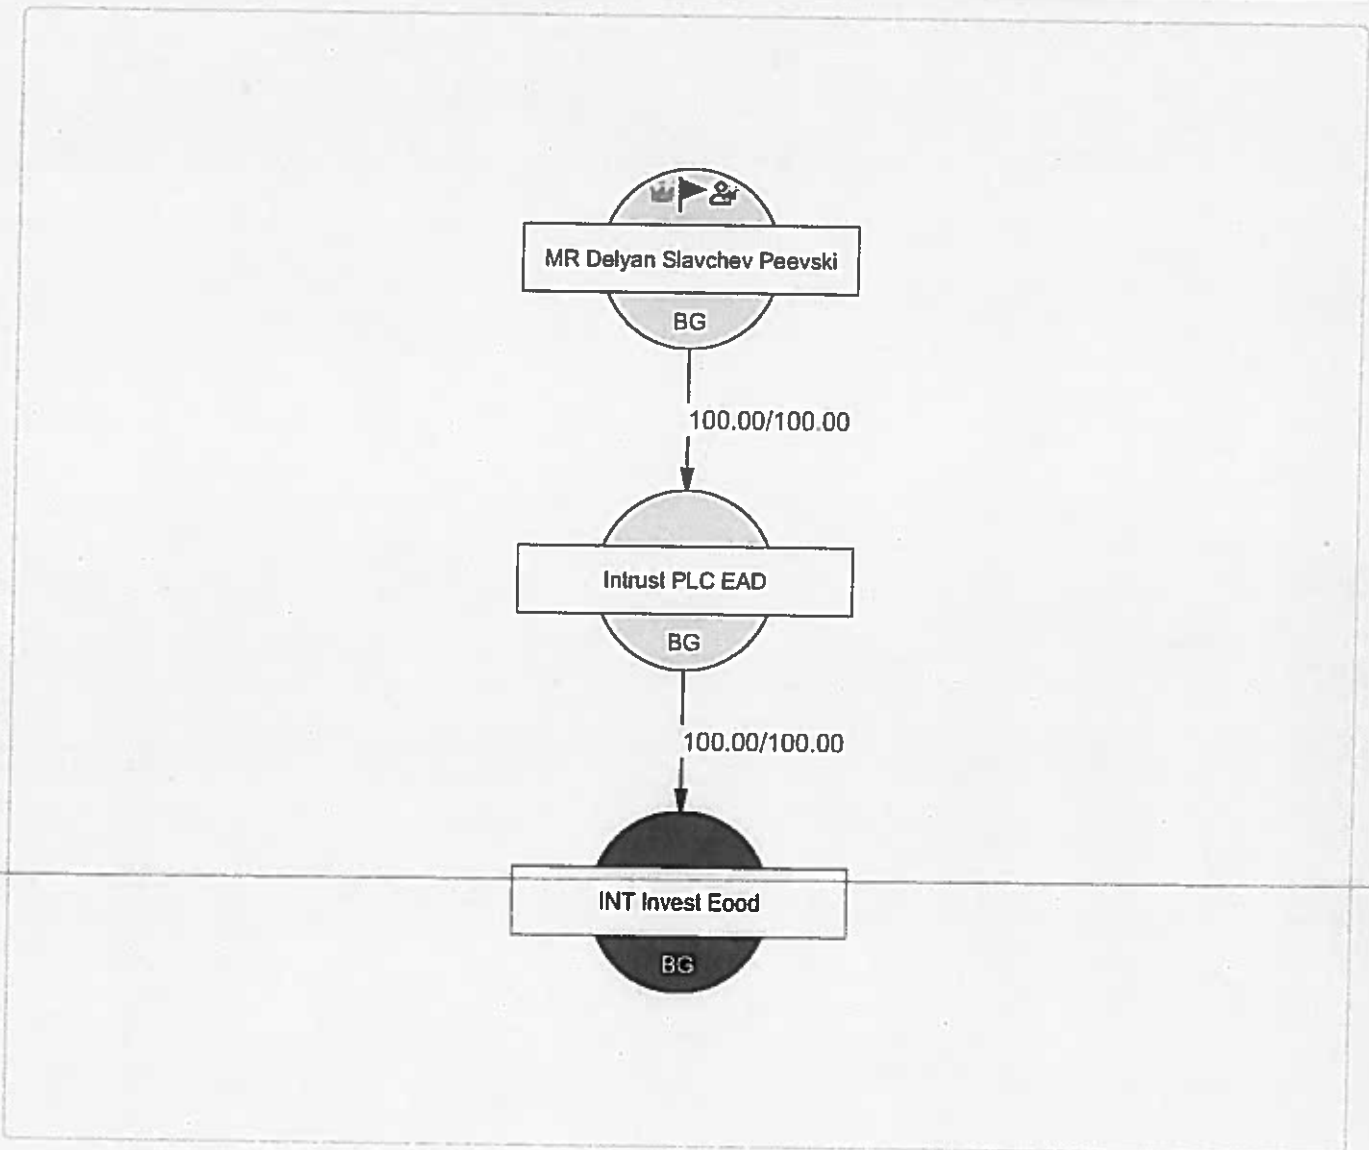 MR Delyan Slavchev Peevski
BG
100.00/100.00
Intrust PLC EAD
BG
100.00/100.00
INT Invest Eood
BG